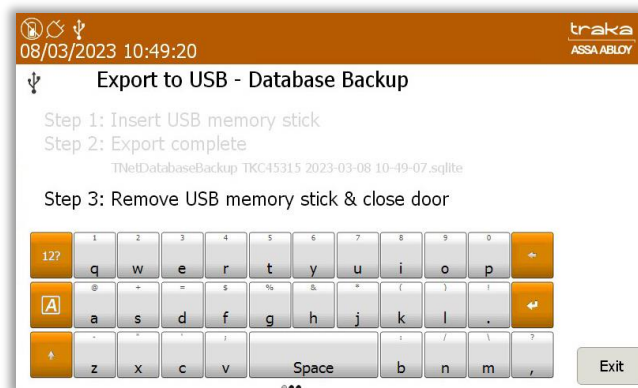 traka
08/03/2023 10:49:20
ASSA ABLOY
Export to USB - Database Backup
Step 1: Insert USB memory stick
Step 2: Export complete
TNetDatabaseBackup TKC45315 2023-03-08 10-49-07.sqlite
Step 3: Remove USB memory stick & close door
1 2 3 4 5 6 7 8 9 0
12? q w e r t y u i o p
@ + = $ % & * ( ) !
A a s d f g h j k l .
- " ' ; : / \ ?
z x c v Space b n m ,
Exit